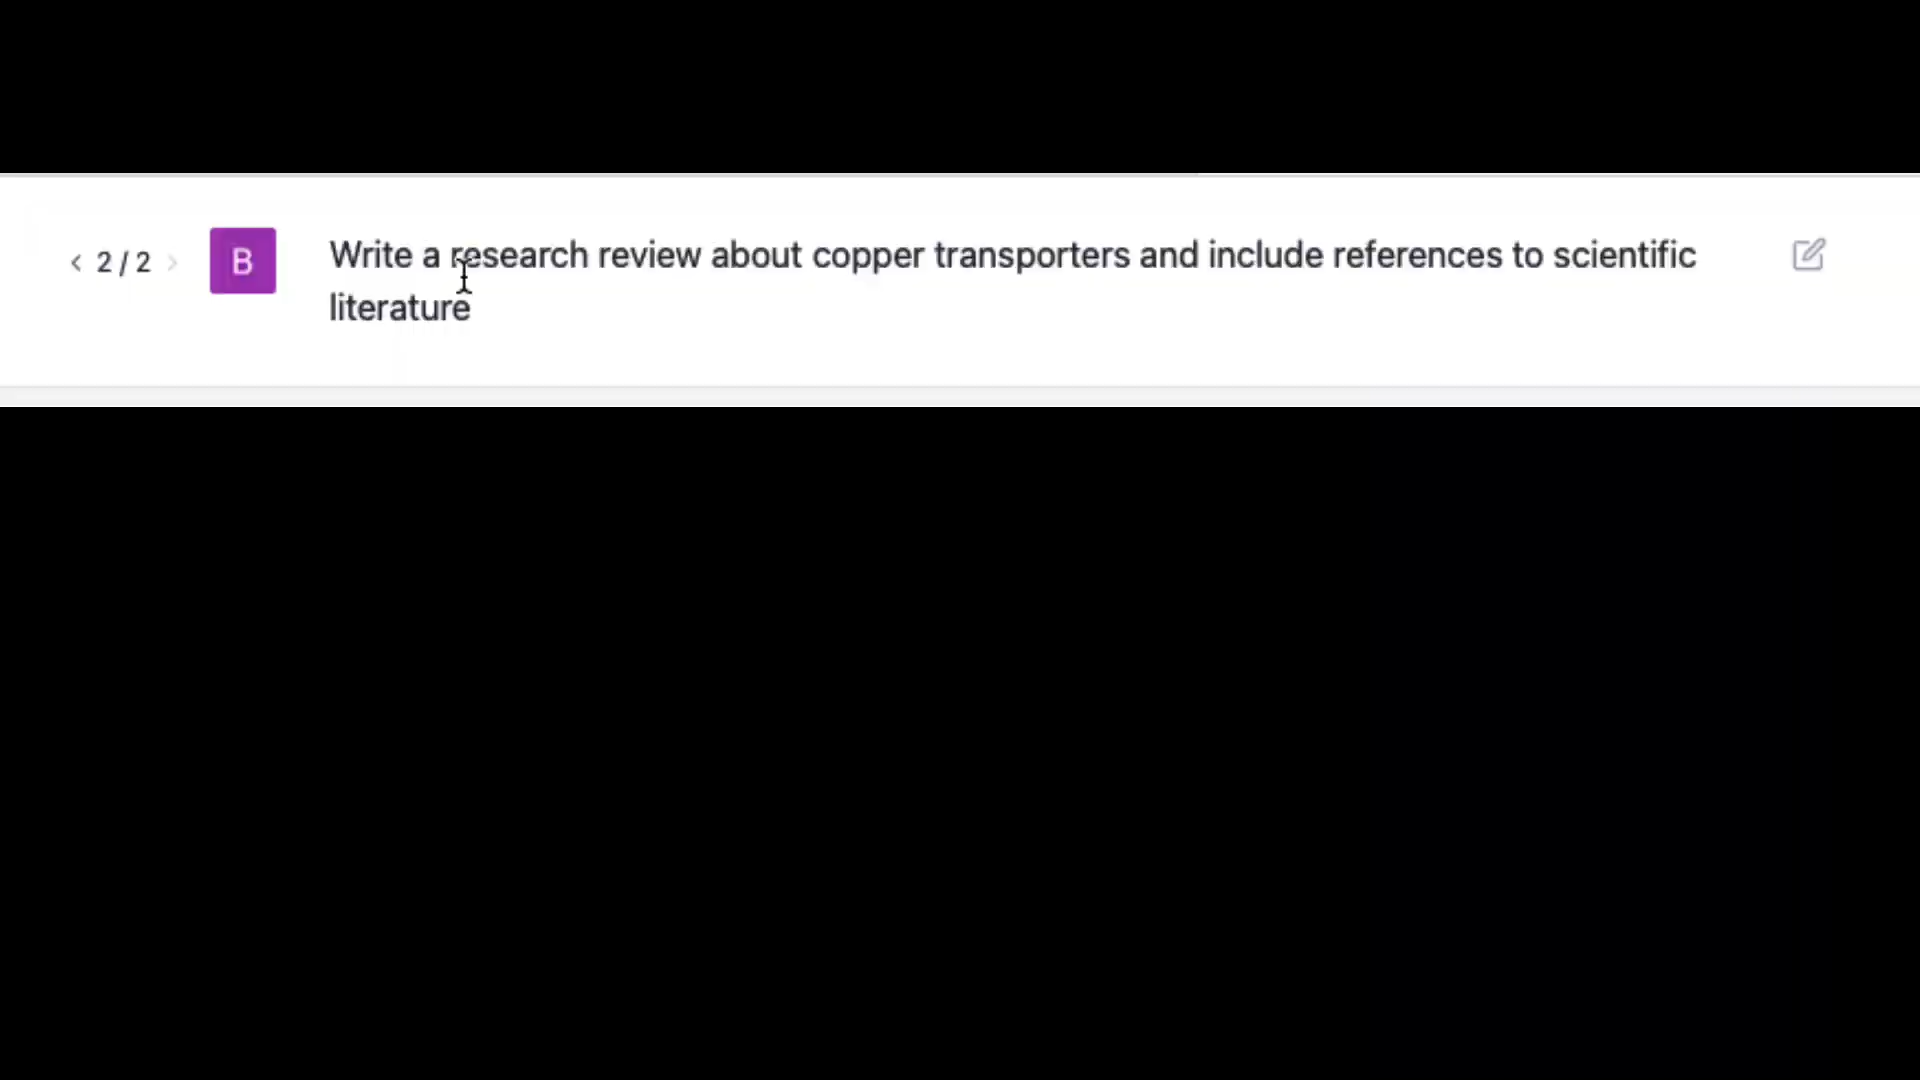 < 2 / 2 >
B
Write a research review about copper transporters and include references to scientific
literature